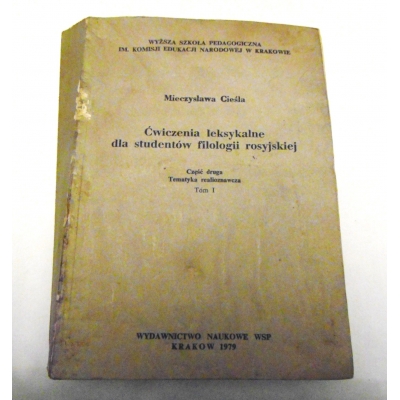 WYŻSZA SZKOŁA PEDAGOGICZNA
IM. KOMISJI EDUKACJI NARODOWEJ W KRAKOWIE
Mieczysława Cieśla
Ćwiczenia leksykalne
dla studentów filologii rosyjskiej
Część druga
Tematyka realioznawcza
Tom I
WYDAWNICTWO NAUKOWE WSP
KRAKÓW 1979